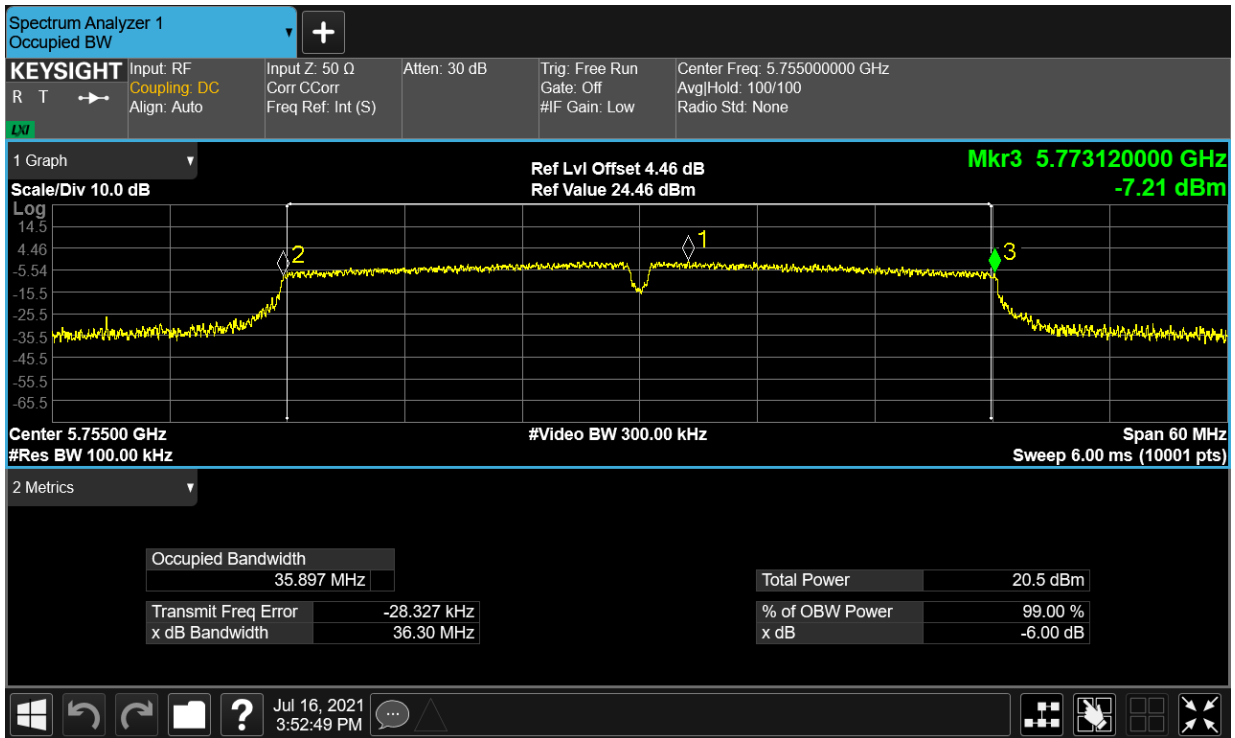 Spectrum Analyzer 1
Occupied BW
+
KEYSIGHT
R T
LXI
Input: RF
Coupling: DC
Align: Auto
Input Z: 50 Ω
Corr CCorr
Freq Ref: Int (S)
Atten: 30 dB
Trig: Free Run
Gate: Off
#IF Gain: Low
Center Freq: 5.755000000 GHz
Avg|Hold: 100/100
Radio Std: None
1 Graph
Scale/Div 10.0 dB
Ref Lvl Offset 4.46 dB
Ref Value 24.46 dBm
Mkr3 5.773120000 GHz
-7.21 dBm
Log
14.5
4.46
-5.54
-15.5
-25.5
-35.5
-45.5
-55.5
-65.5
2
1
3
Center 5.75500 GHz
#Video BW 300.00 kHz
Span 60 MHz
#Res BW 100.00 kHz
Sweep 6.00 ms (10001 pts)
2 Metrics
Occupied Bandwidth
35.897 MHz
Transmit Freq Error -28.327 kHz
x dB Bandwidth 36.30 MHz
Total Power 20.5 dBm
% of OBW Power 99.00 %
x dB -6.00 dB
?
Jul 16, 2021
3:52:49 PM